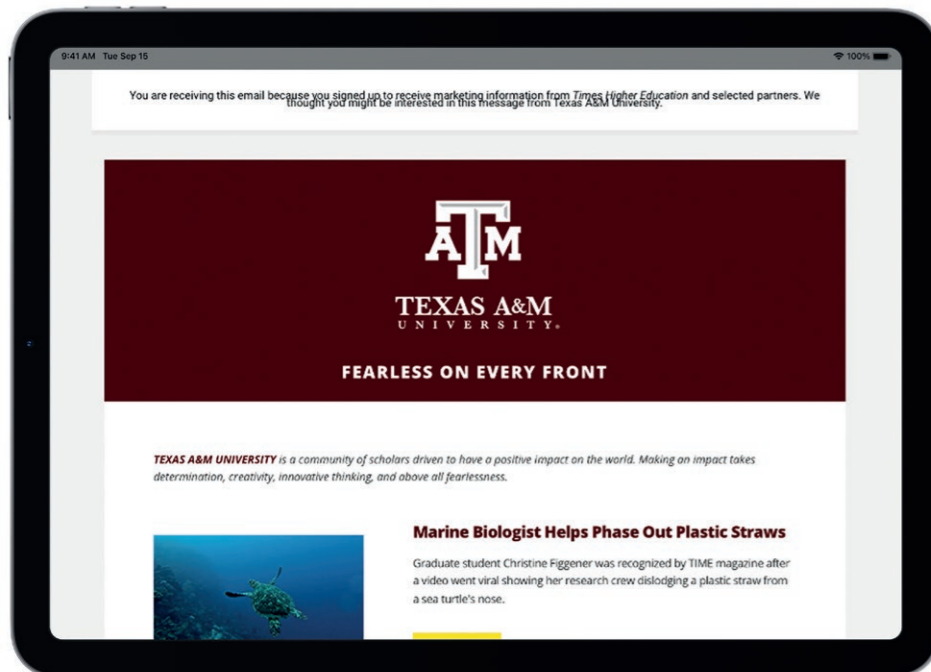 9:41 AM Tue Sep 15
100%
You are receiving this email because you signed up to receive marketing information from Times Higher Education and selected partners. We
thought you might be interested in this message from Texas A&M University.
ATM
TEXAS A&M
UNIVERSITY®
FEARLESS ON EVERY FRONT
TEXAS A&M UNIVERSITY is a community of scholars driven to have a positive impact on the world. Making an impact takes
determination, creativity, innovative thinking, and above all fearlessness.
Marine Biologist Helps Phase Out Plastic Straws
Graduate student Christine Figgener was recognized by TIME magazine after
a video went viral showing her research crew dislodging a plastic straw from
a sea turtle's nose.